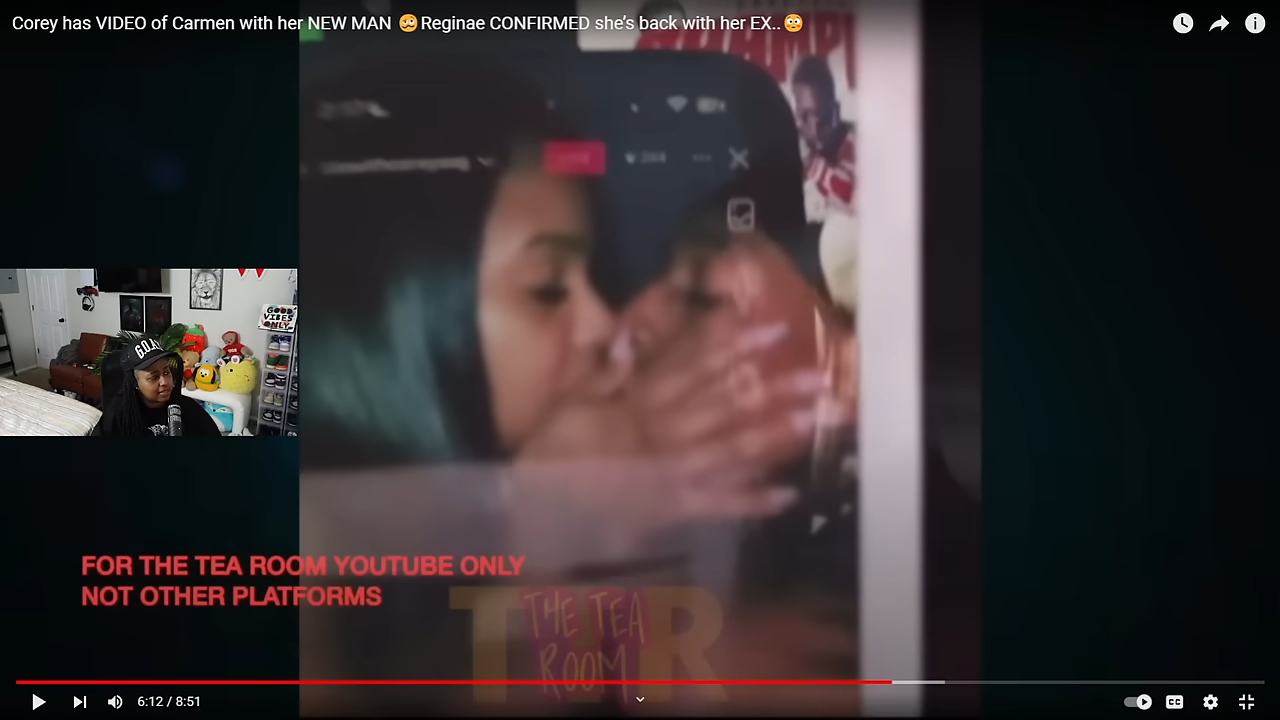 Corey has VIDEO of Carmen with her NEW MAN 🥴Reginae CONFIRMED she’s back with her EX..🙄
GOOD
VIBES
ONLY
G.O.A.T
FOR THE TEA ROOM YOUTUBE ONLY
NOT OTHER PLATFORMS
THE TEA
ROOM
6:12 / 8:51
CC